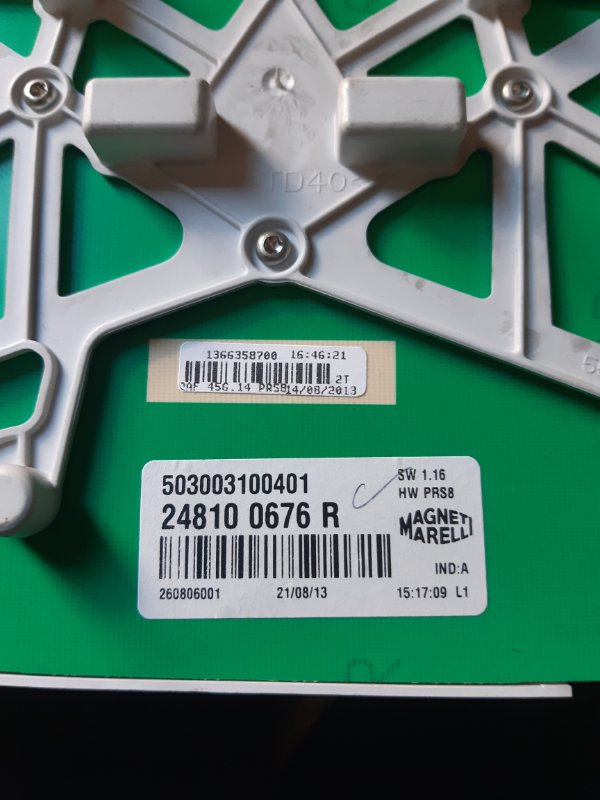 TD40<
1366358700 16:46:21
2T
456.14 PRS8 14/08/2013
503003100401
24810 0676 R
SW 1.16
HW PRS8
MAGNETI
MARELLI
IND:A
260806001 21/08/13 15:17:09 L1